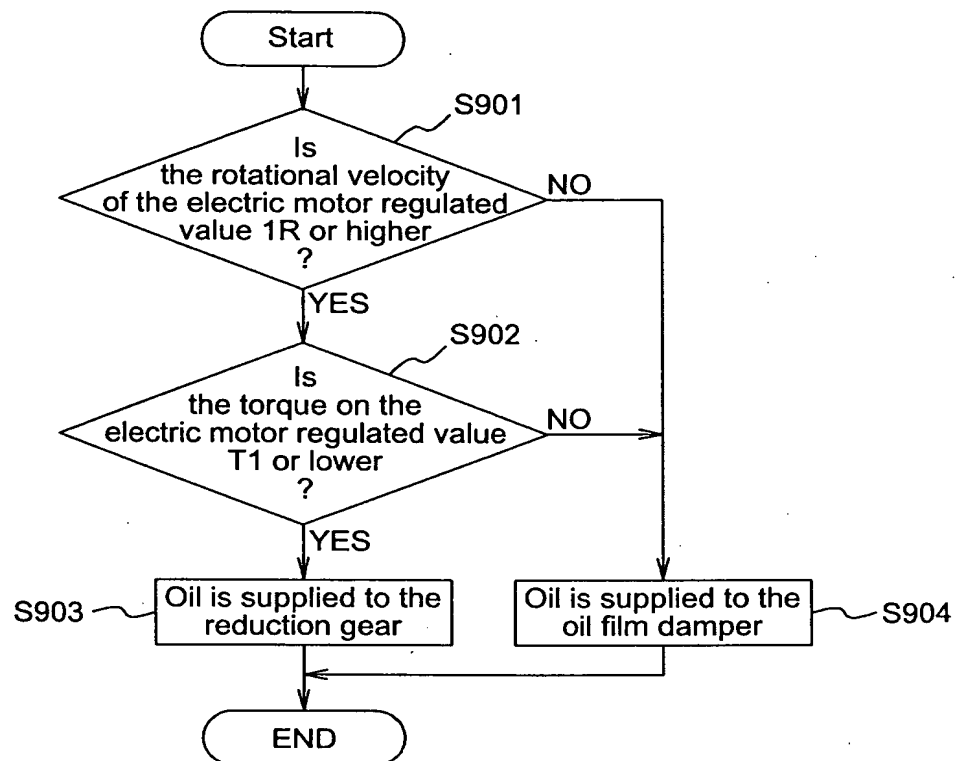 Start
S901
Is
the rotational velocity
of the electric motor regulated
value 1R or higher
?
NO
YES
S902
Is
the torque on the
electric motor regulated value
T1 or lower
?
NO
YES
S903
Oil is supplied to the
reduction gear
Oil is supplied to the
oil film damper
S904
END